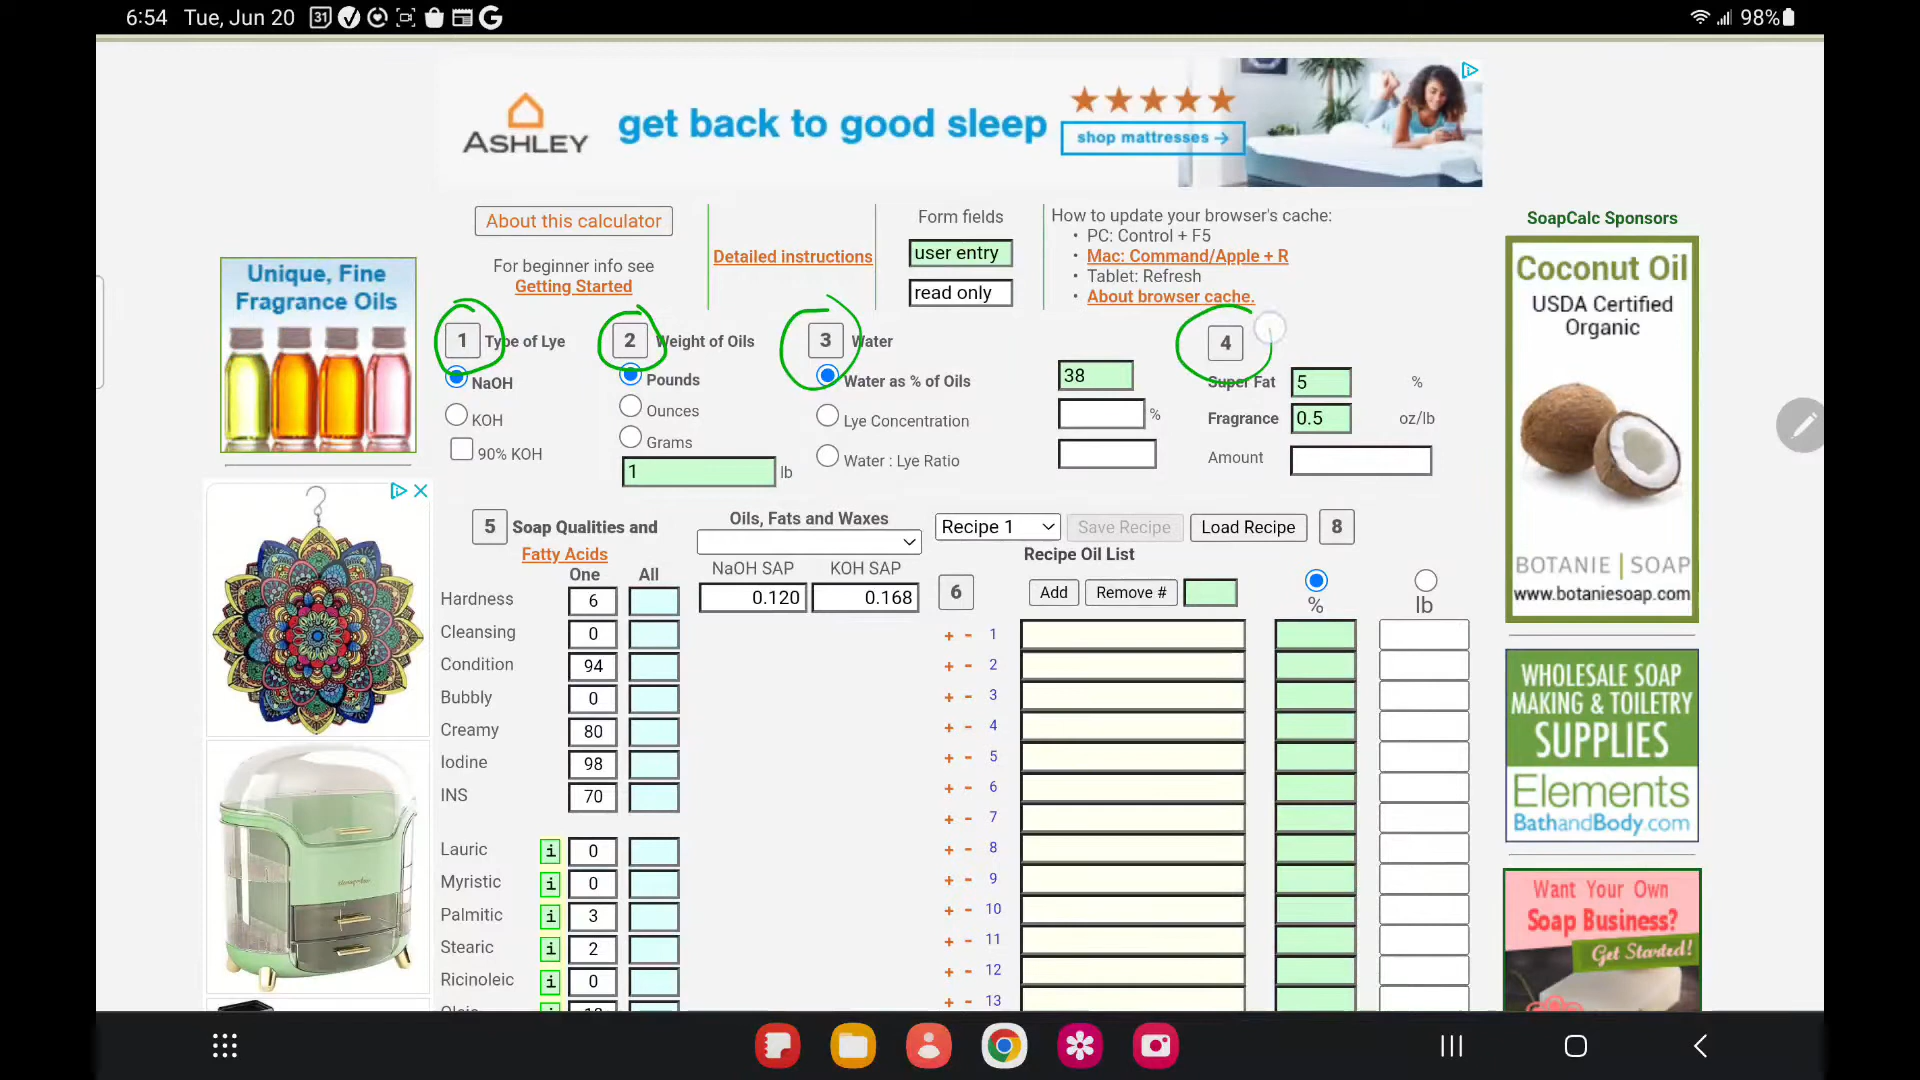 6:54 Tue, Jun 20 31 98%
ASHLEY
get back to good sleep
shop mattresses →
About this calculator
For beginner info see
Getting Started
Detailed instructions
Form fields
user entry
read only
How to update your browser's cache:
• PC: Control + F5
• Mac: Command/Apple + R
• Tablet: Refresh
• About browser cache.
Unique, Fine
Fragrance Oils
1 Type of Lye
NaOH
KOH
90% KOH
2 Weight of Oils
Pounds
Ounces
Grams
1 lb
3 Water
Water as % of Oils 38
Lye Concentration %
Water : Lye Ratio
4
Super Fat 5 %
Fragrance 0.5 oz/lb
Amount
5 Soap Qualities and
Fatty Acids
One All
Hardness 6
Cleansing 0
Condition 94
Bubbly 0
Creamy 80
Iodine 98
INS 70
Lauric i 0
Myristic i 0
Palmitic i 3
Stearic i 2
Ricinoleic i 0
Oils, Fats and Waxes
NaOH SAP KOH SAP
0.120 0.168
Recipe 1 Save Recipe Load Recipe 8
Recipe Oil List
6 Add Remove # % lb
+ - 1
+ - 2
+ - 3
+ - 4
+ - 5
+ - 6
+ - 7
+ - 8
+ - 9
+ - 10
+ - 11
+ - 12
+ - 13
SoapCalc Sponsors
Coconut Oil
USDA Certified
Organic
BOTANIE | SOAP
www.botaniesoap.com
WHOLESALE SOAP
MAKING & TOILETRY
SUPPLIES
Elements
BathandBody.com
Want Your Own
Soap Business?
Get Started!